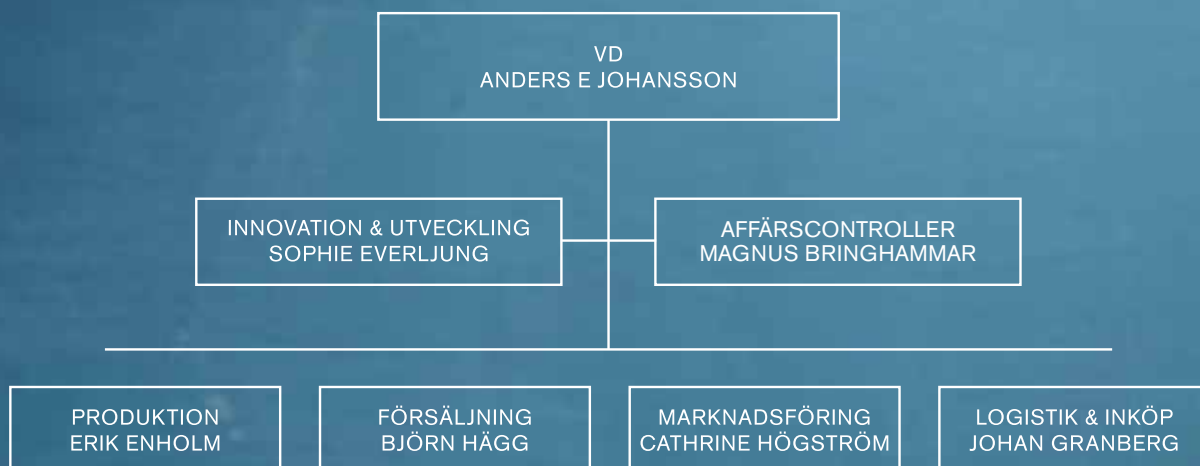 VD
ANDERS E JOHANSSON
INNOVATION & UTVECKLING
SOPHIE EVERLJUNG
AFFÄRSCONTROLLER
MAGNUS BRINGHAMMAR
PRODUKTION
ERIK ENHOLM
FÖRSÄLJNING
BJÖRN HÄGG
MARKNADSFÖRING
CATHRINE HÖGSTRÖM
LOGISTIK & INKÖP
JOHAN GRANBERG